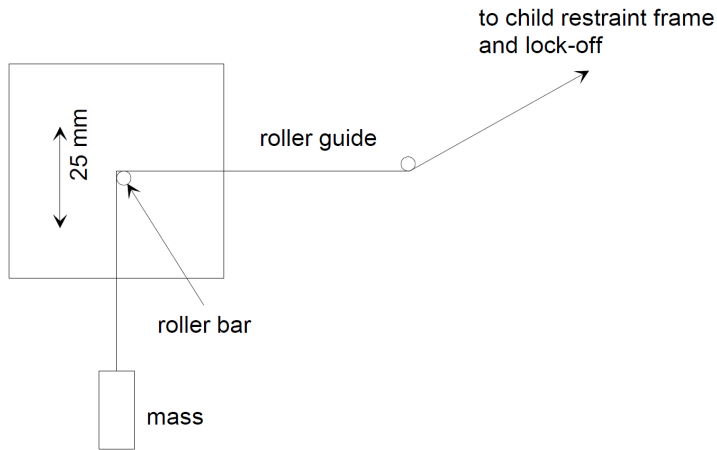 to child restraint frame
and lock-off
roller guide
25 mm
roller bar
mass